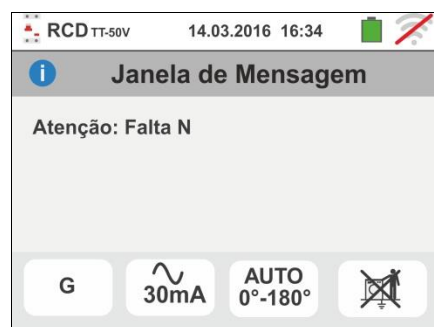 RCD TT-50V 14.03.2016 16:34
i Janela de Mensagem
Atenção: Falta N
G 30mA AUTO 0°-180°